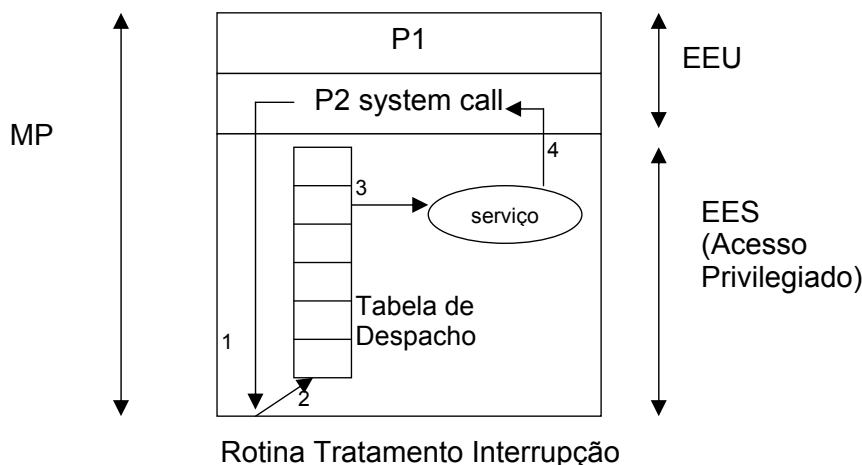 P1
EEU
P2 system call
MP
4
3
serviço
EES
(Acesso
Privilegiado)
Tabela de
Despacho
1
2
Rotina Tratamento Interrupção